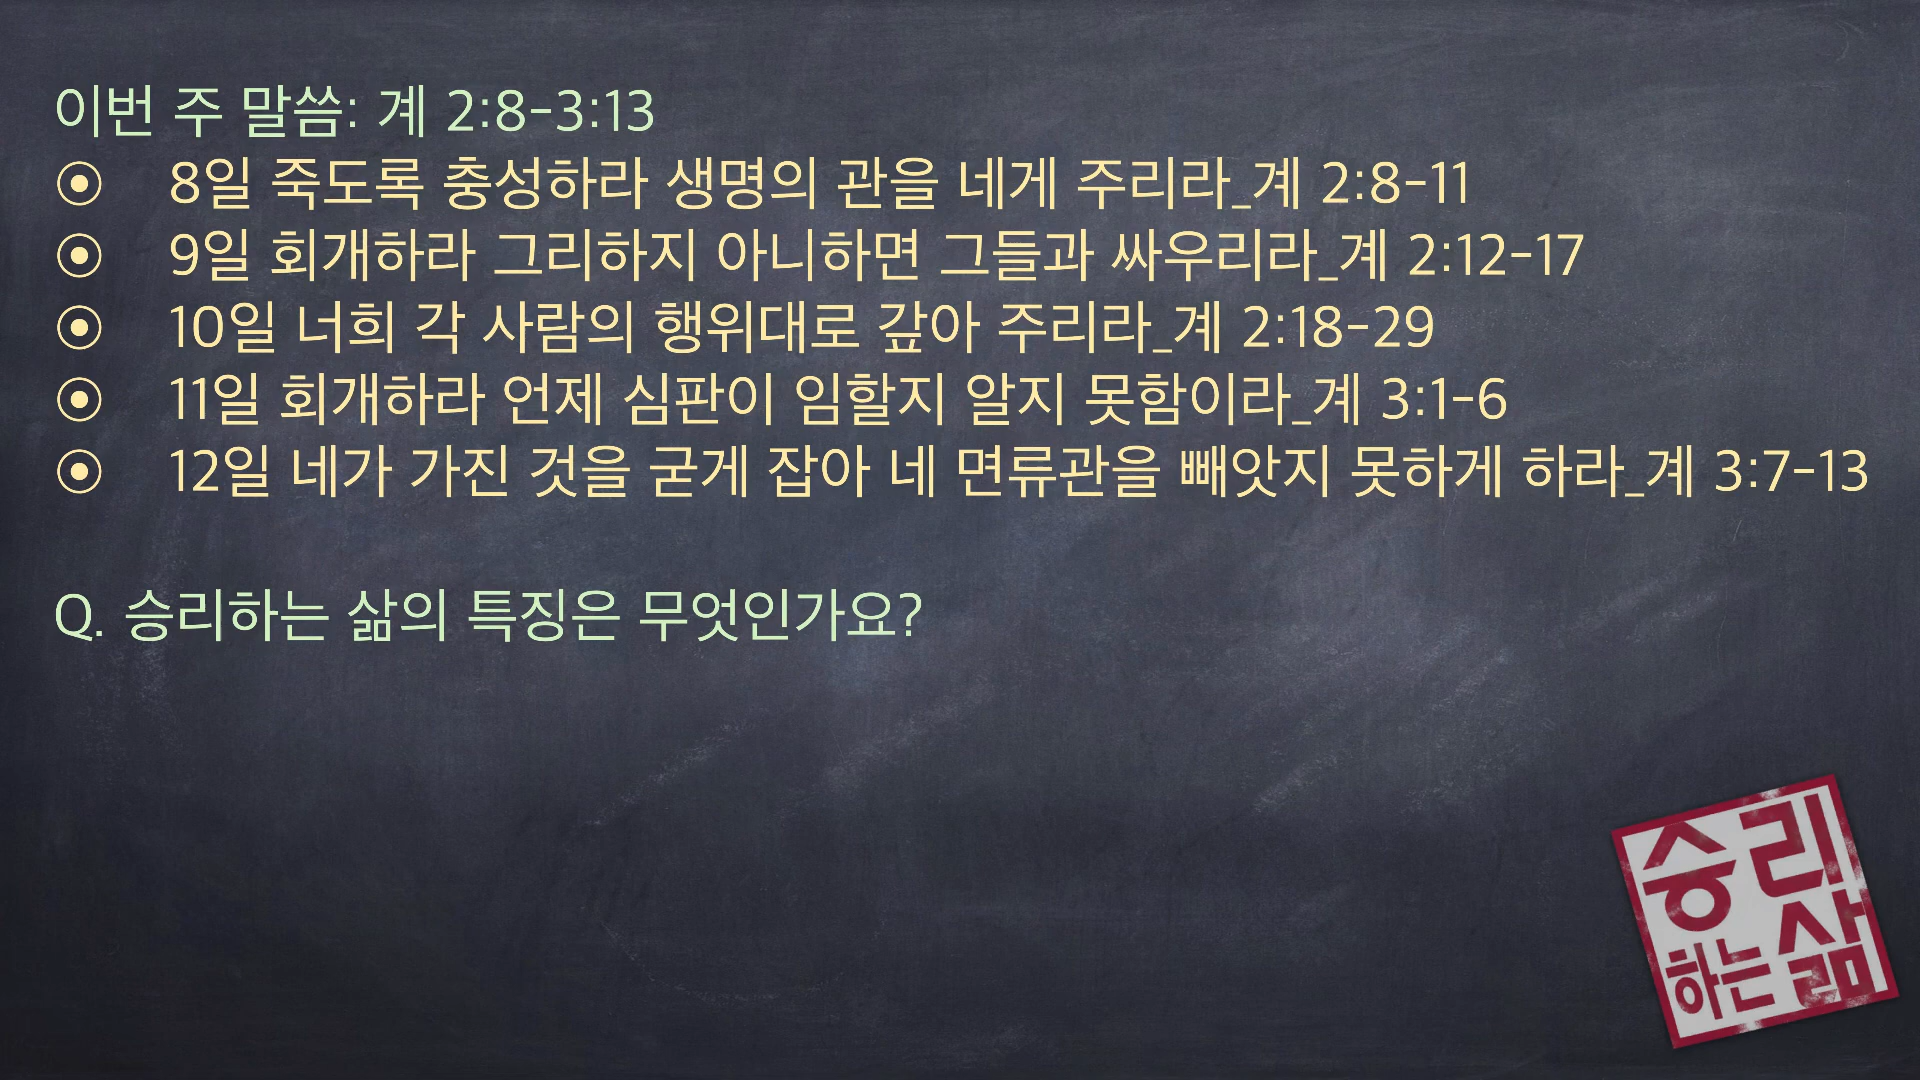 이번 주 말씀: 계 2:8-3:13
⦿ 8일 죽도록 충성하라 생명의 관을 네게 주리라_계 2:8-11
⦿ 9일 회개하라 그리하지 아니하면 그들과 싸우리라_계 2:12-17
⦿ 10일 너희 각 사람의 행위대로 갚아 주리라_계 2:18-29
⦿ 11일 회개하라 언제 심판이 임할지 알지 못함이라_계 3:1-6
⦿ 12일 네가 가진 것을 굳게 잡아 네 면류관을 빼앗지 못하게 하라_계 3:7-13
Q. 승리하는 삶의 특징은 무엇인가요?
승리
하는 삶